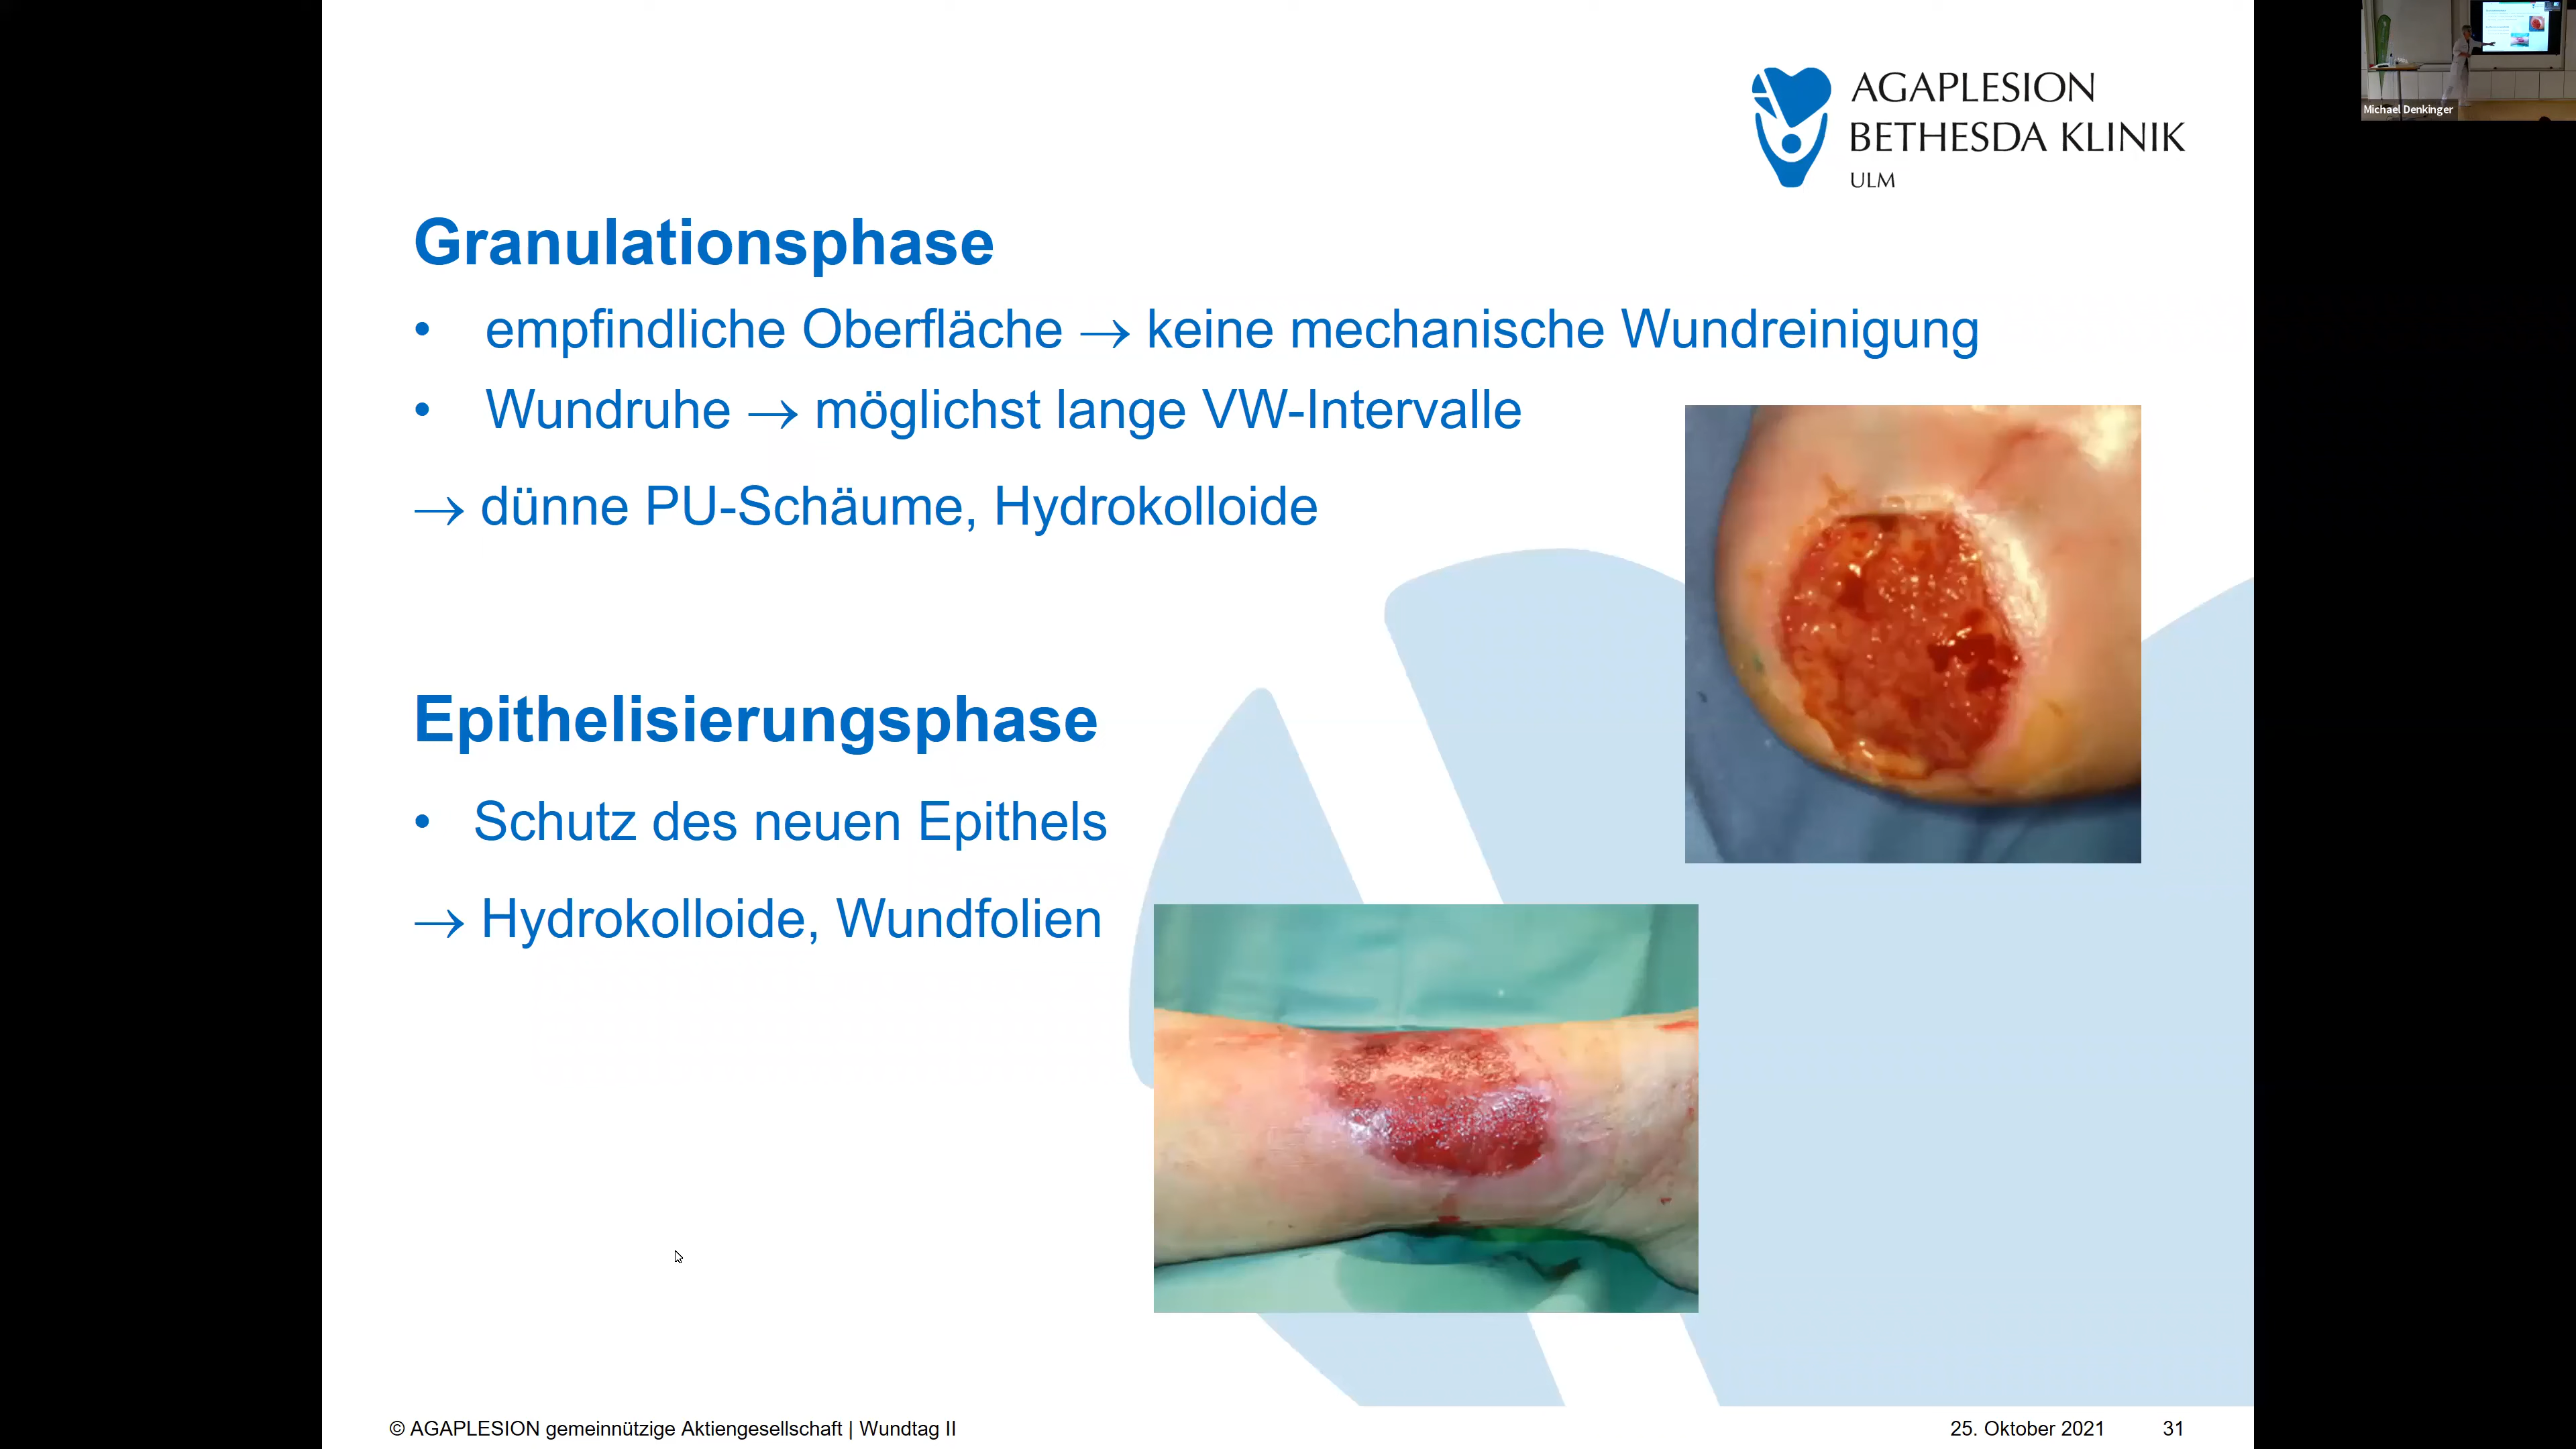 AGAPLESION
BETHESDA KLINIK
ULM
Michael Denkinger
Granulationsphase
• empfindliche Oberfläche → keine mechanische Wundreinigung
• Wundruhe → möglichst lange VW-Intervalle
→ dünne PU-Schäume, Hydrokolloide
Epithelisierungsphase
• Schutz des neuen Epithels
→ Hydrokolloide, Wundfolien
© AGAPLESION gemeinnützige Aktiengesellschaft | Wundtag II
25. Oktober 2021 31